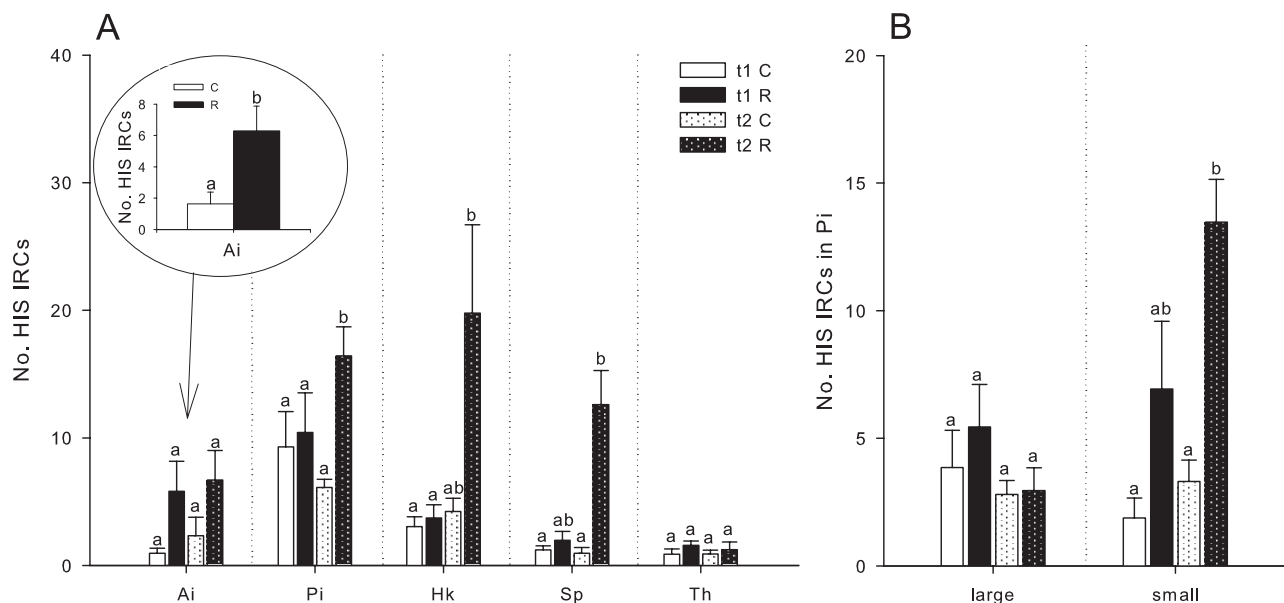 A
No. HIS IRCs
40
30
20
10
0
C
R
No. HIS IRCs
8
6
4
2
0
a
b
Ai
t1 C
t1 R
t2 C
t2 R
a
a
a
a
a
a
a
b
a
a
ab
b
a
ab
a
b
a
a
a
a
Ai
Pi
Hk
Sp
Th
B
No. HIS IRCs in Pi
20
15
10
5
0
a
a
a
a
a
ab
a
b
large
small